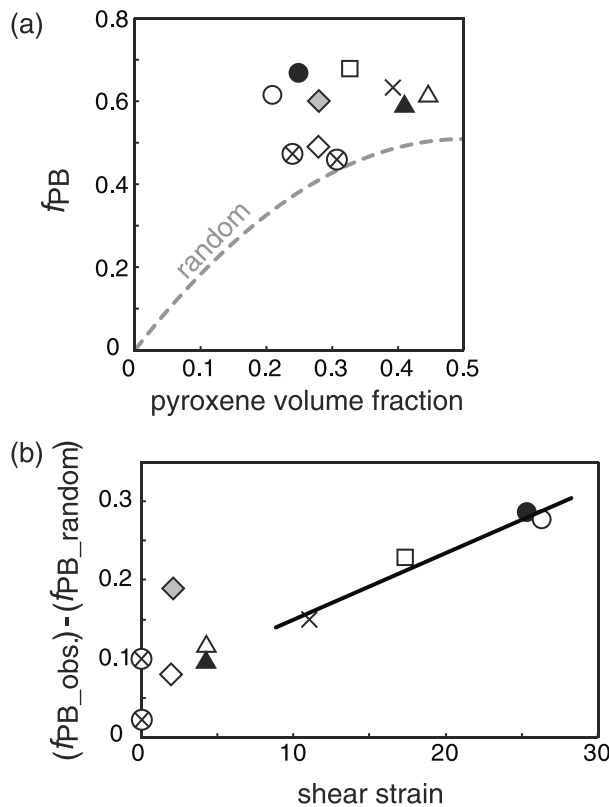 (a)
0.8
0.6
0.4
0.2
0
fPB
random
0 0.1 0.2 0.3 0.4 0.5
pyroxene volume fraction
(b)
0.3
0.2
0.1
0
(fPB_obs.) - (fPB_random)
0 10 20 30
shear strain